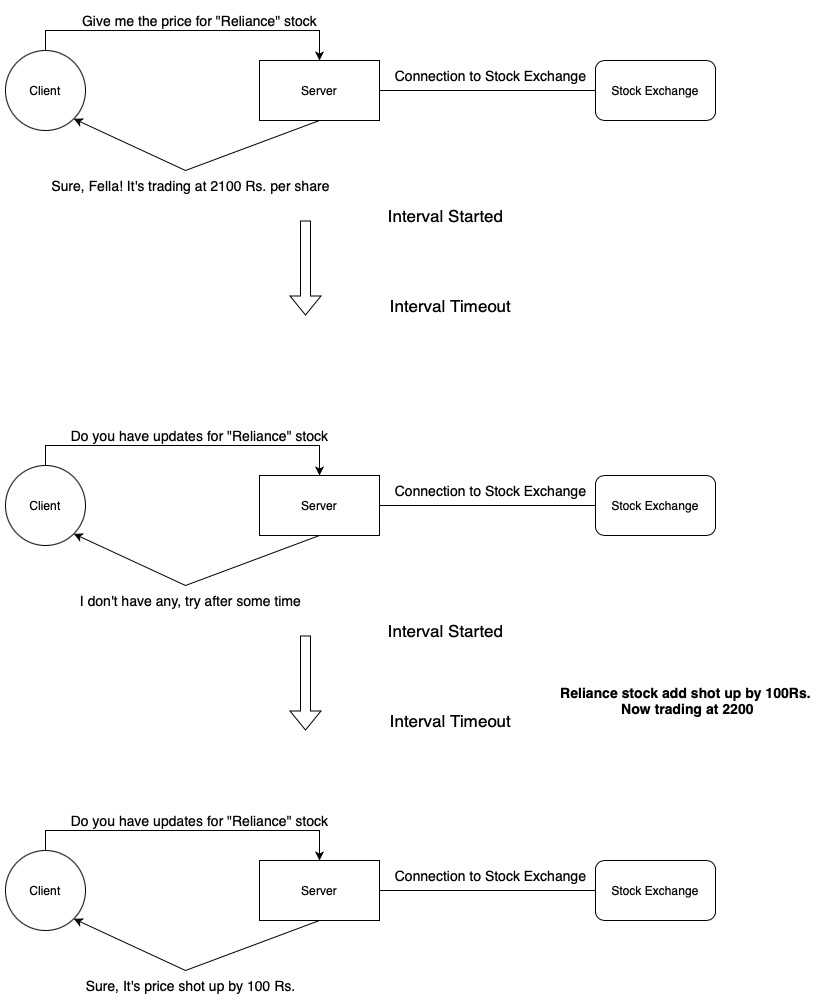 Give me the price for "Reliance" stock
Connection to Stock Exchange
Client
Server
Stock Exchange
Sure, Fella! It's trading at 2100 Rs. per share
Interval Started
Interval Timeout
Do you have updates for "Reliance" stock
Connection to Stock Exchange
Client
Server
Stock Exchange
I don't have any, try after some time
Interval Started
Reliance stock add shot up by 100Rs.
Now trading at 2200
Interval Timeout
Do you have updates for "Reliance" stock
Connection to Stock Exchange
Client
Server
Stock Exchange
Sure, It's price shot up by 100 Rs.